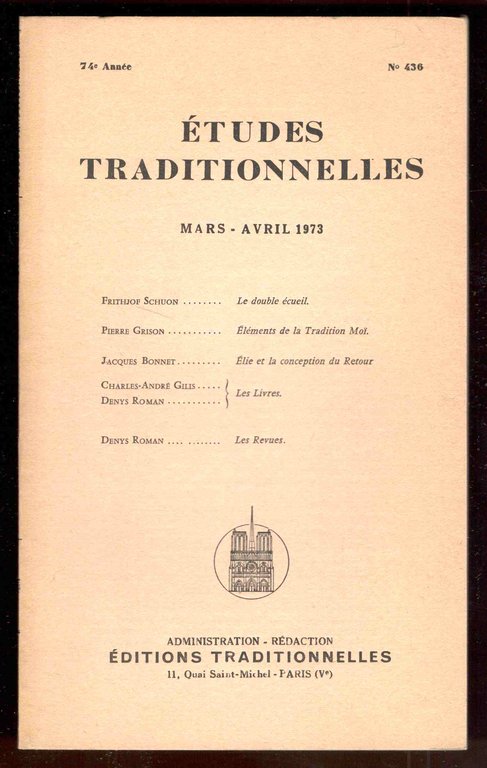 74e Année Nº 436
ÉTUDES
TRADITIONNELLES
MARS - AVRIL 1973
FRITHJOF SCHUON ........ Le double écueil.
PIERRE GRISON ........... Éléments de la Tradition Moï.
JACQUES BONNET......... Élie et la conception du Retour
CHARLES-ANDRÉ GILIS .....
DENYS ROMAN ........... } Les Livres.
DENYS ROMAN .... ........ Les Revues.
ADMINISTRATION - RÉDACTION
ÉDITIONS TRADITIONNELLES
11, Quai Saint-Michel - PARIS (Ve)